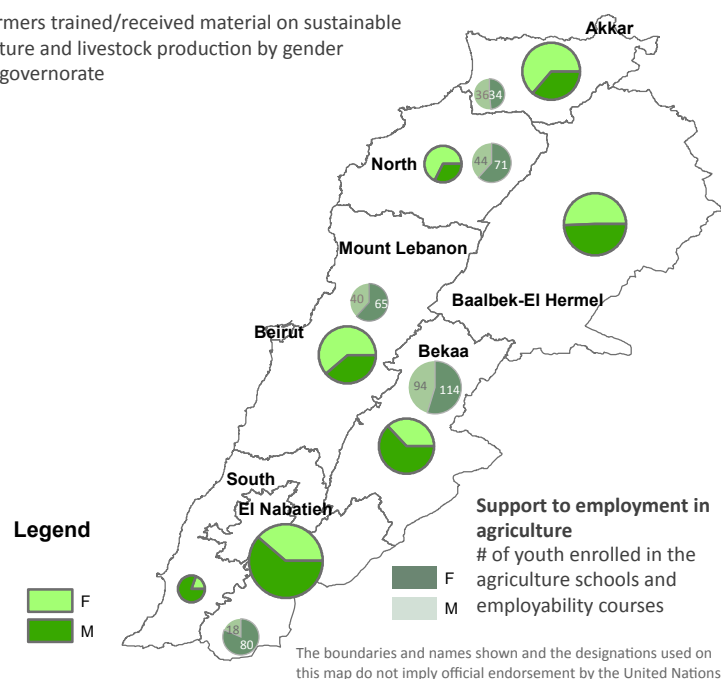 rmers trained/received material on sustainable
ture and livestock production by gender
governorate
Akkar
36 34
North
44 71
Mount Lebanon
40 65
Baalbek-El Hermel
Beirut
Bekaa
94 114
South
El Nabatieh
18 80
Legend
F
M
Support to employment in
agriculture
# of youth enrolled in the
agriculture schools and
employability courses
F
M
The boundaries and names shown and the designations used on
this map do not imply official endorsement by the United Nations